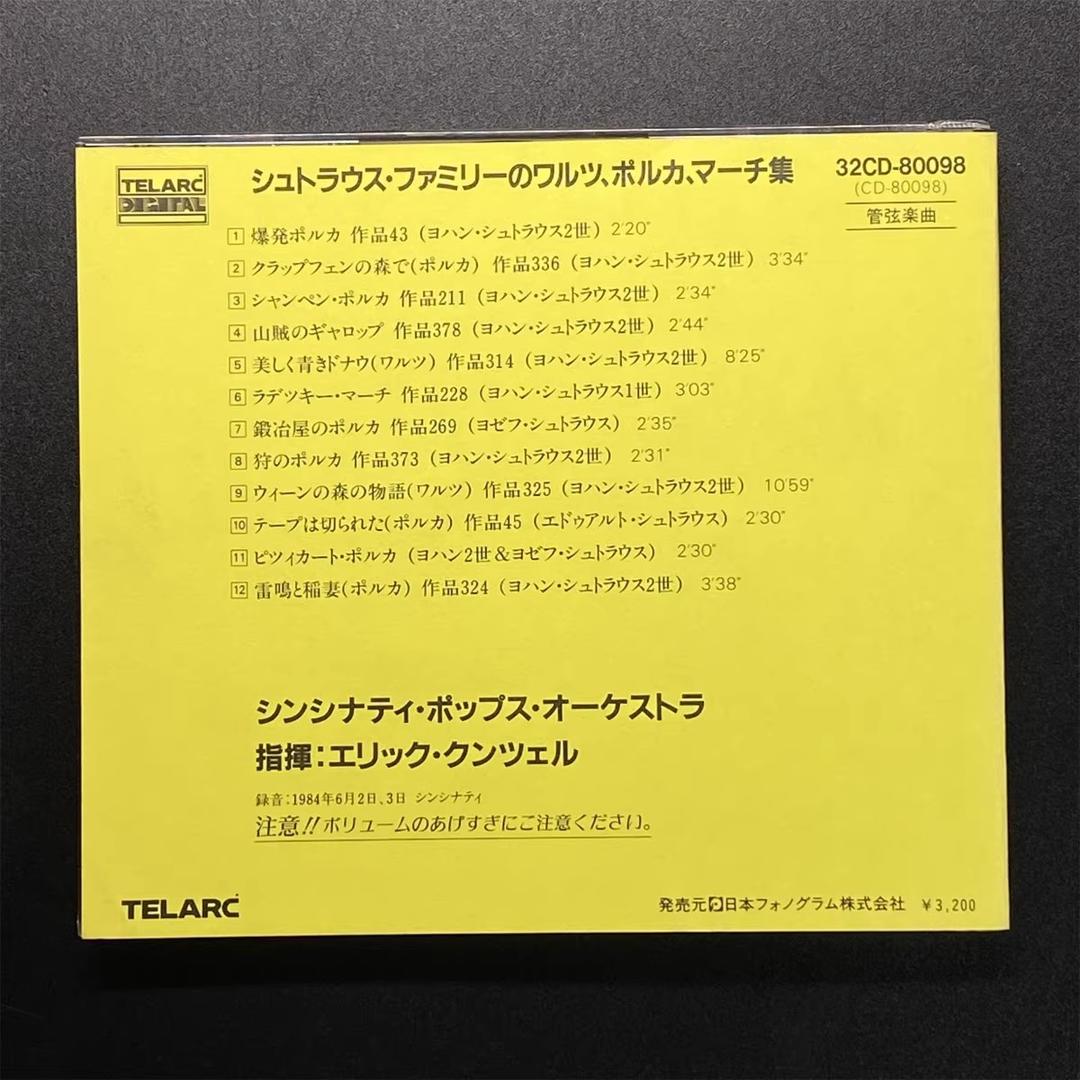 TELARC
DIGITAL
シュトラウス・ファミリーのワルツ、ポルカ、マーチ集
32CD-80098
(CD-80098)
管弦楽曲
1 爆発ポルカ 作品43 (ヨハン・シュトラウス2世) 2'20"
2 クラップフェンの森で(ポルカ) 作品336 (ヨハン・シュトラウス2世) 3'34"
3 シャンペン・ポルカ 作品211 (ヨハン・シュトラウス2世) 2'34"
4 山賊のギャロップ 作品378 (ヨハン・シュトラウス2世) 2'44"
5 美しく青きドナウ(ワルツ) 作品314 (ヨハン・シュトラウス2世) 8'25"
6 ラデツキー・マーチ 作品228 (ヨハン・シュトラウス1世) 3'03"
7 鍛冶屋のポルカ 作品269 (ヨゼフ・シュトラウス) 2'35"
8 狩のポルカ 作品373 (ヨハン・シュトラウス2世) 2'31"
9 ウィーンの森の物語(ワルツ) 作品325 (ヨハン・シュトラウス2世) 10'59"
10 テープは切られた(ポルカ) 作品45 (エドゥアルト・シュトラウス) 2'30"
11 ピツィカート・ポルカ (ヨハン2世&ヨゼフ・シュトラウス) 2'30"
12 雷鳴と稲妻(ポルカ) 作品324 (ヨハン・シュトラウス2世) 3'38"
シンシナティ・ポップス・オーケストラ
指揮:エリック・クンツェル
録音:1984年6月2日、3日 シンシナティ
注意!! ボリュームのあげすぎにご注意ください。
TELARC
発売元 日本フォノグラム株式会社 ¥3,200